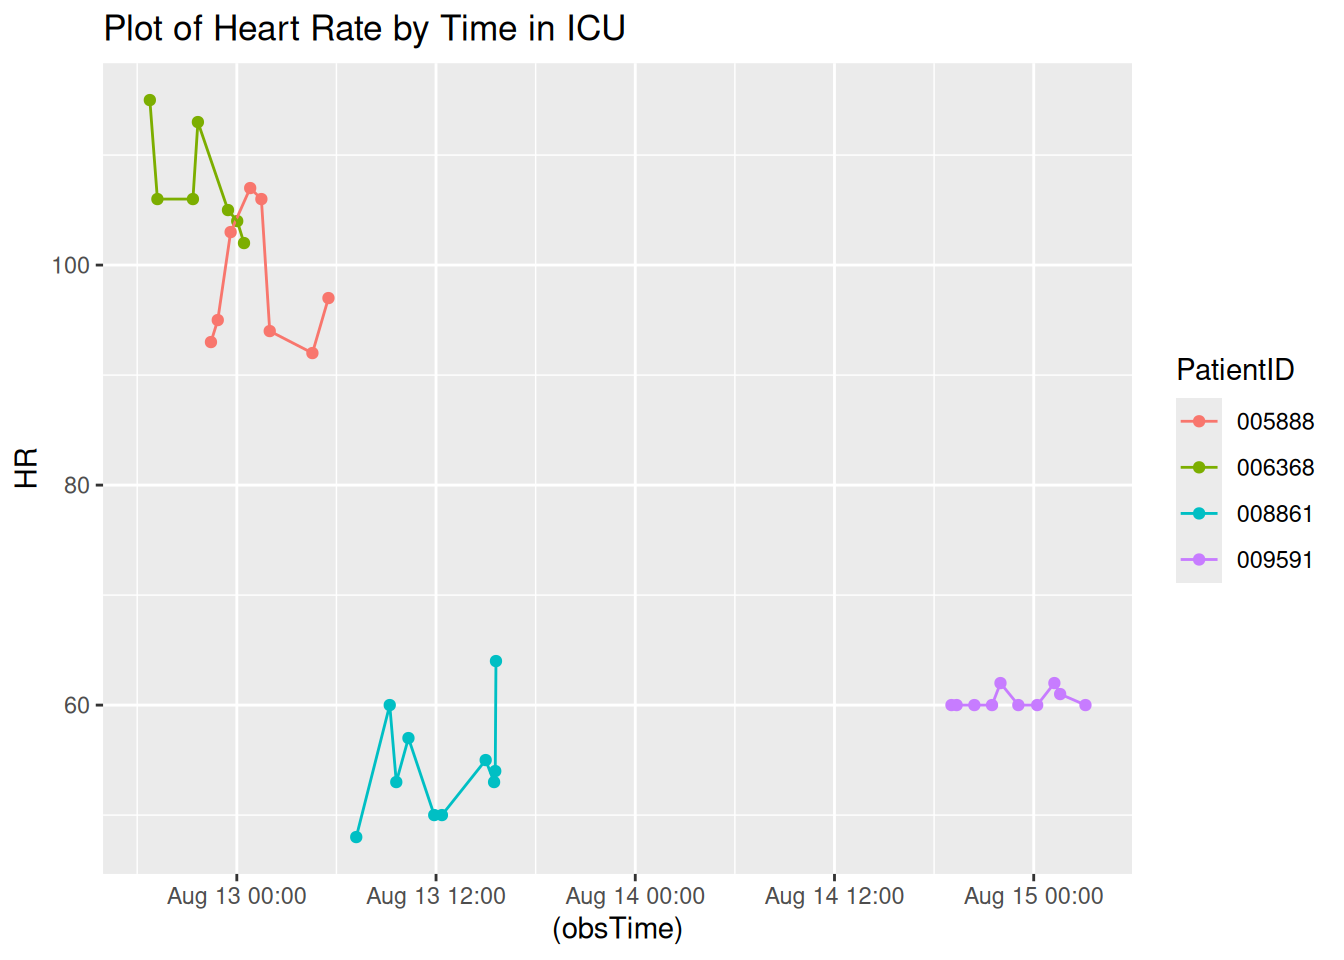 Plot of Heart Rate by Time in ICU
100
80
60
HR
Aug 13 00:00
Aug 13 12:00
Aug 14 00:00
Aug 14 12:00
Aug 15 00:00
(obsTime)
PatientID
005888
006368
008861
009591